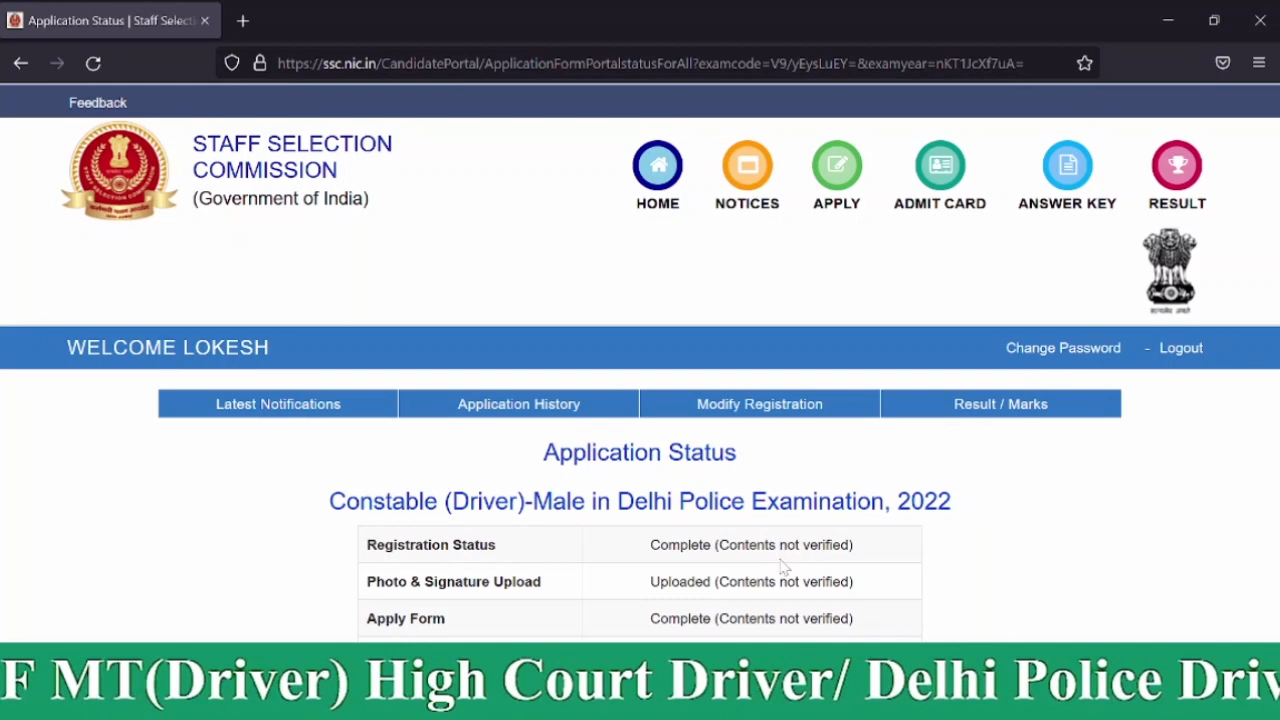 Application Status | Staff Selecti
https://ssc.nic.in/CandidatePortal/ApplicationFormPortalstatusForAll?examcode=V9/yEysLuEY=&examyear=nKT1JcXf7uA=
Feedback
STAFF SELECTION
COMMISSION
(Government of India)
HOME NOTICES APPLY ADMIT CARD ANSWER KEY RESULT
WELCOME LOKESH
Change Password - Logout
Latest Notifications Application History Modify Registration Result / Marks
Application Status
Constable (Driver)-Male in Delhi Police Examination, 2022
Registration Status Complete (Contents not verified)
Photo & Signature Upload Uploaded (Contents not verified)
Apply Form Complete (Contents not verified)
F MT(Driver) High Court Driver/ Delhi Police Driv